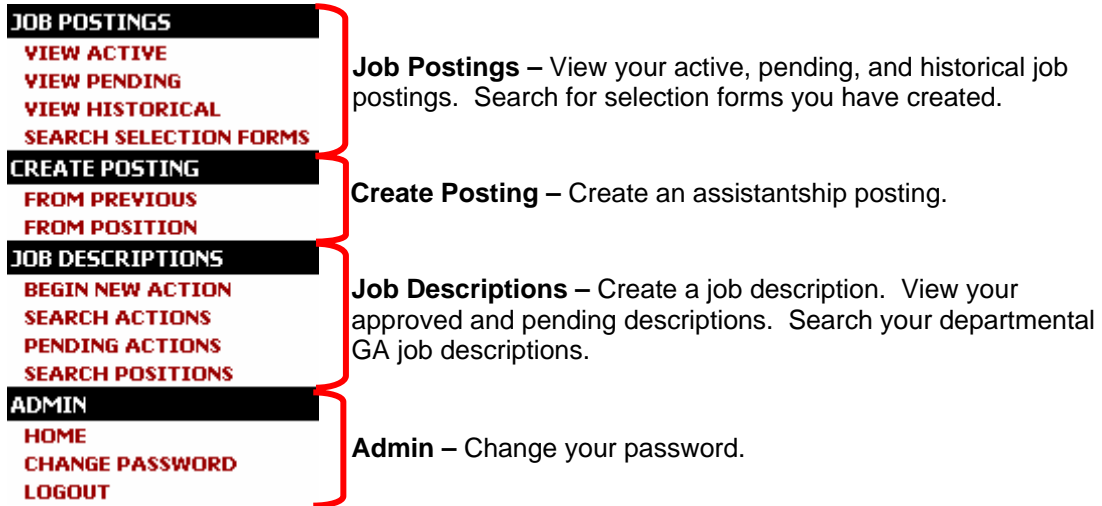 JOB POSTINGS
VIEW ACTIVE
VIEW PENDING
VIEW HISTORICAL
SEARCH SELECTION FORMS
Job Postings – View your active, pending, and historical job
postings.  Search for selection forms you have created.
CREATE POSTING
FROM PREVIOUS
FROM POSITION
Create Posting – Create an assistantship posting.
JOB DESCRIPTIONS
BEGIN NEW ACTION
SEARCH ACTIONS
PENDING ACTIONS
SEARCH POSITIONS
Job Descriptions – Create a job description.  View your
approved and pending descriptions.  Search your departmental
GA job descriptions.
ADMIN
HOME
CHANGE PASSWORD
LOGOUT
Admin – Change your password.